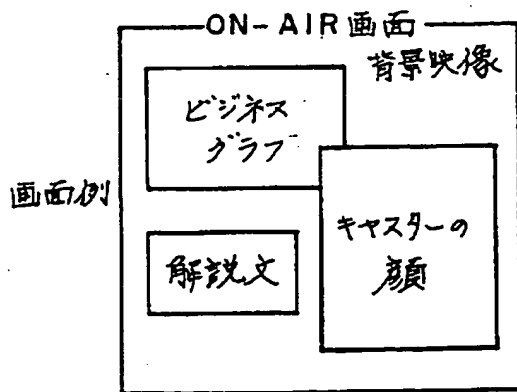 ON-AIR画面
背景映像
ビジネス
グラフ
画面例
キャスターの
顔
解説文